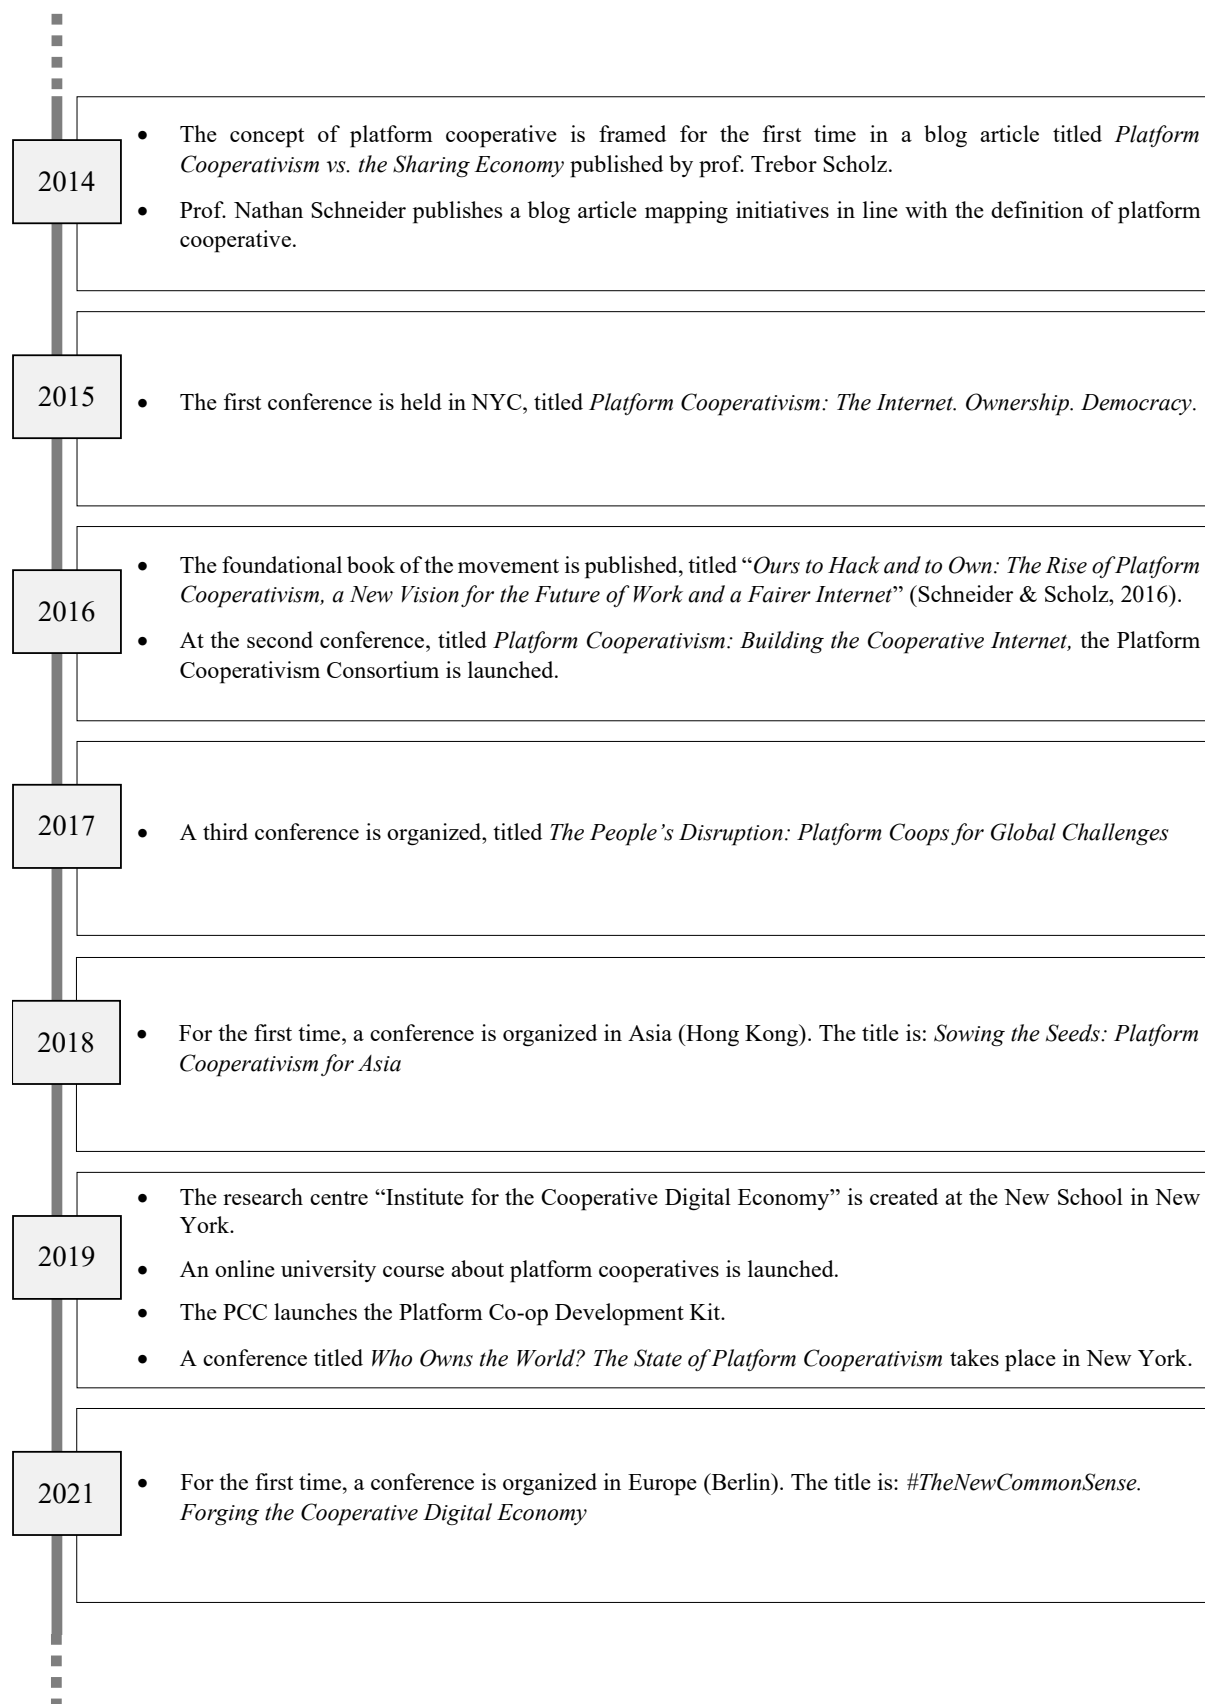 2014
• The concept of platform cooperative is framed for the first time in a blog article titled Platform
Cooperativism vs. the Sharing Economy published by prof. Trebor Scholz.
• Prof. Nathan Schneider publishes a blog article mapping initiatives in line with the definition of platform
cooperative.
2015
• The first conference is held in NYC, titled Platform Cooperativism: The Internet. Ownership. Democracy.
2016
• The foundational book of the movement is published, titled “Ours to Hack and to Own: The Rise of Platform
Cooperativism, a New Vision for the Future of Work and a Fairer Internet” (Schneider & Scholz, 2016).
• At the second conference, titled Platform Cooperativism: Building the Cooperative Internet, the Platform
Cooperativism Consortium is launched.
2017
• A third conference is organized, titled The People’s Disruption: Platform Coops for Global Challenges
2018
• For the first time, a conference is organized in Asia (Hong Kong). The title is: Sowing the Seeds: Platform
Cooperativism for Asia
2019
• The research centre “Institute for the Cooperative Digital Economy” is created at the New School in New
York.
• An online university course about platform cooperatives is launched.
• The PCC launches the Platform Co-op Development Kit.
• A conference titled Who Owns the World? The State of Platform Cooperativism takes place in New York.
2021
• For the first time, a conference is organized in Europe (Berlin). The title is: #TheNewCommonSense.
Forging the Cooperative Digital Economy